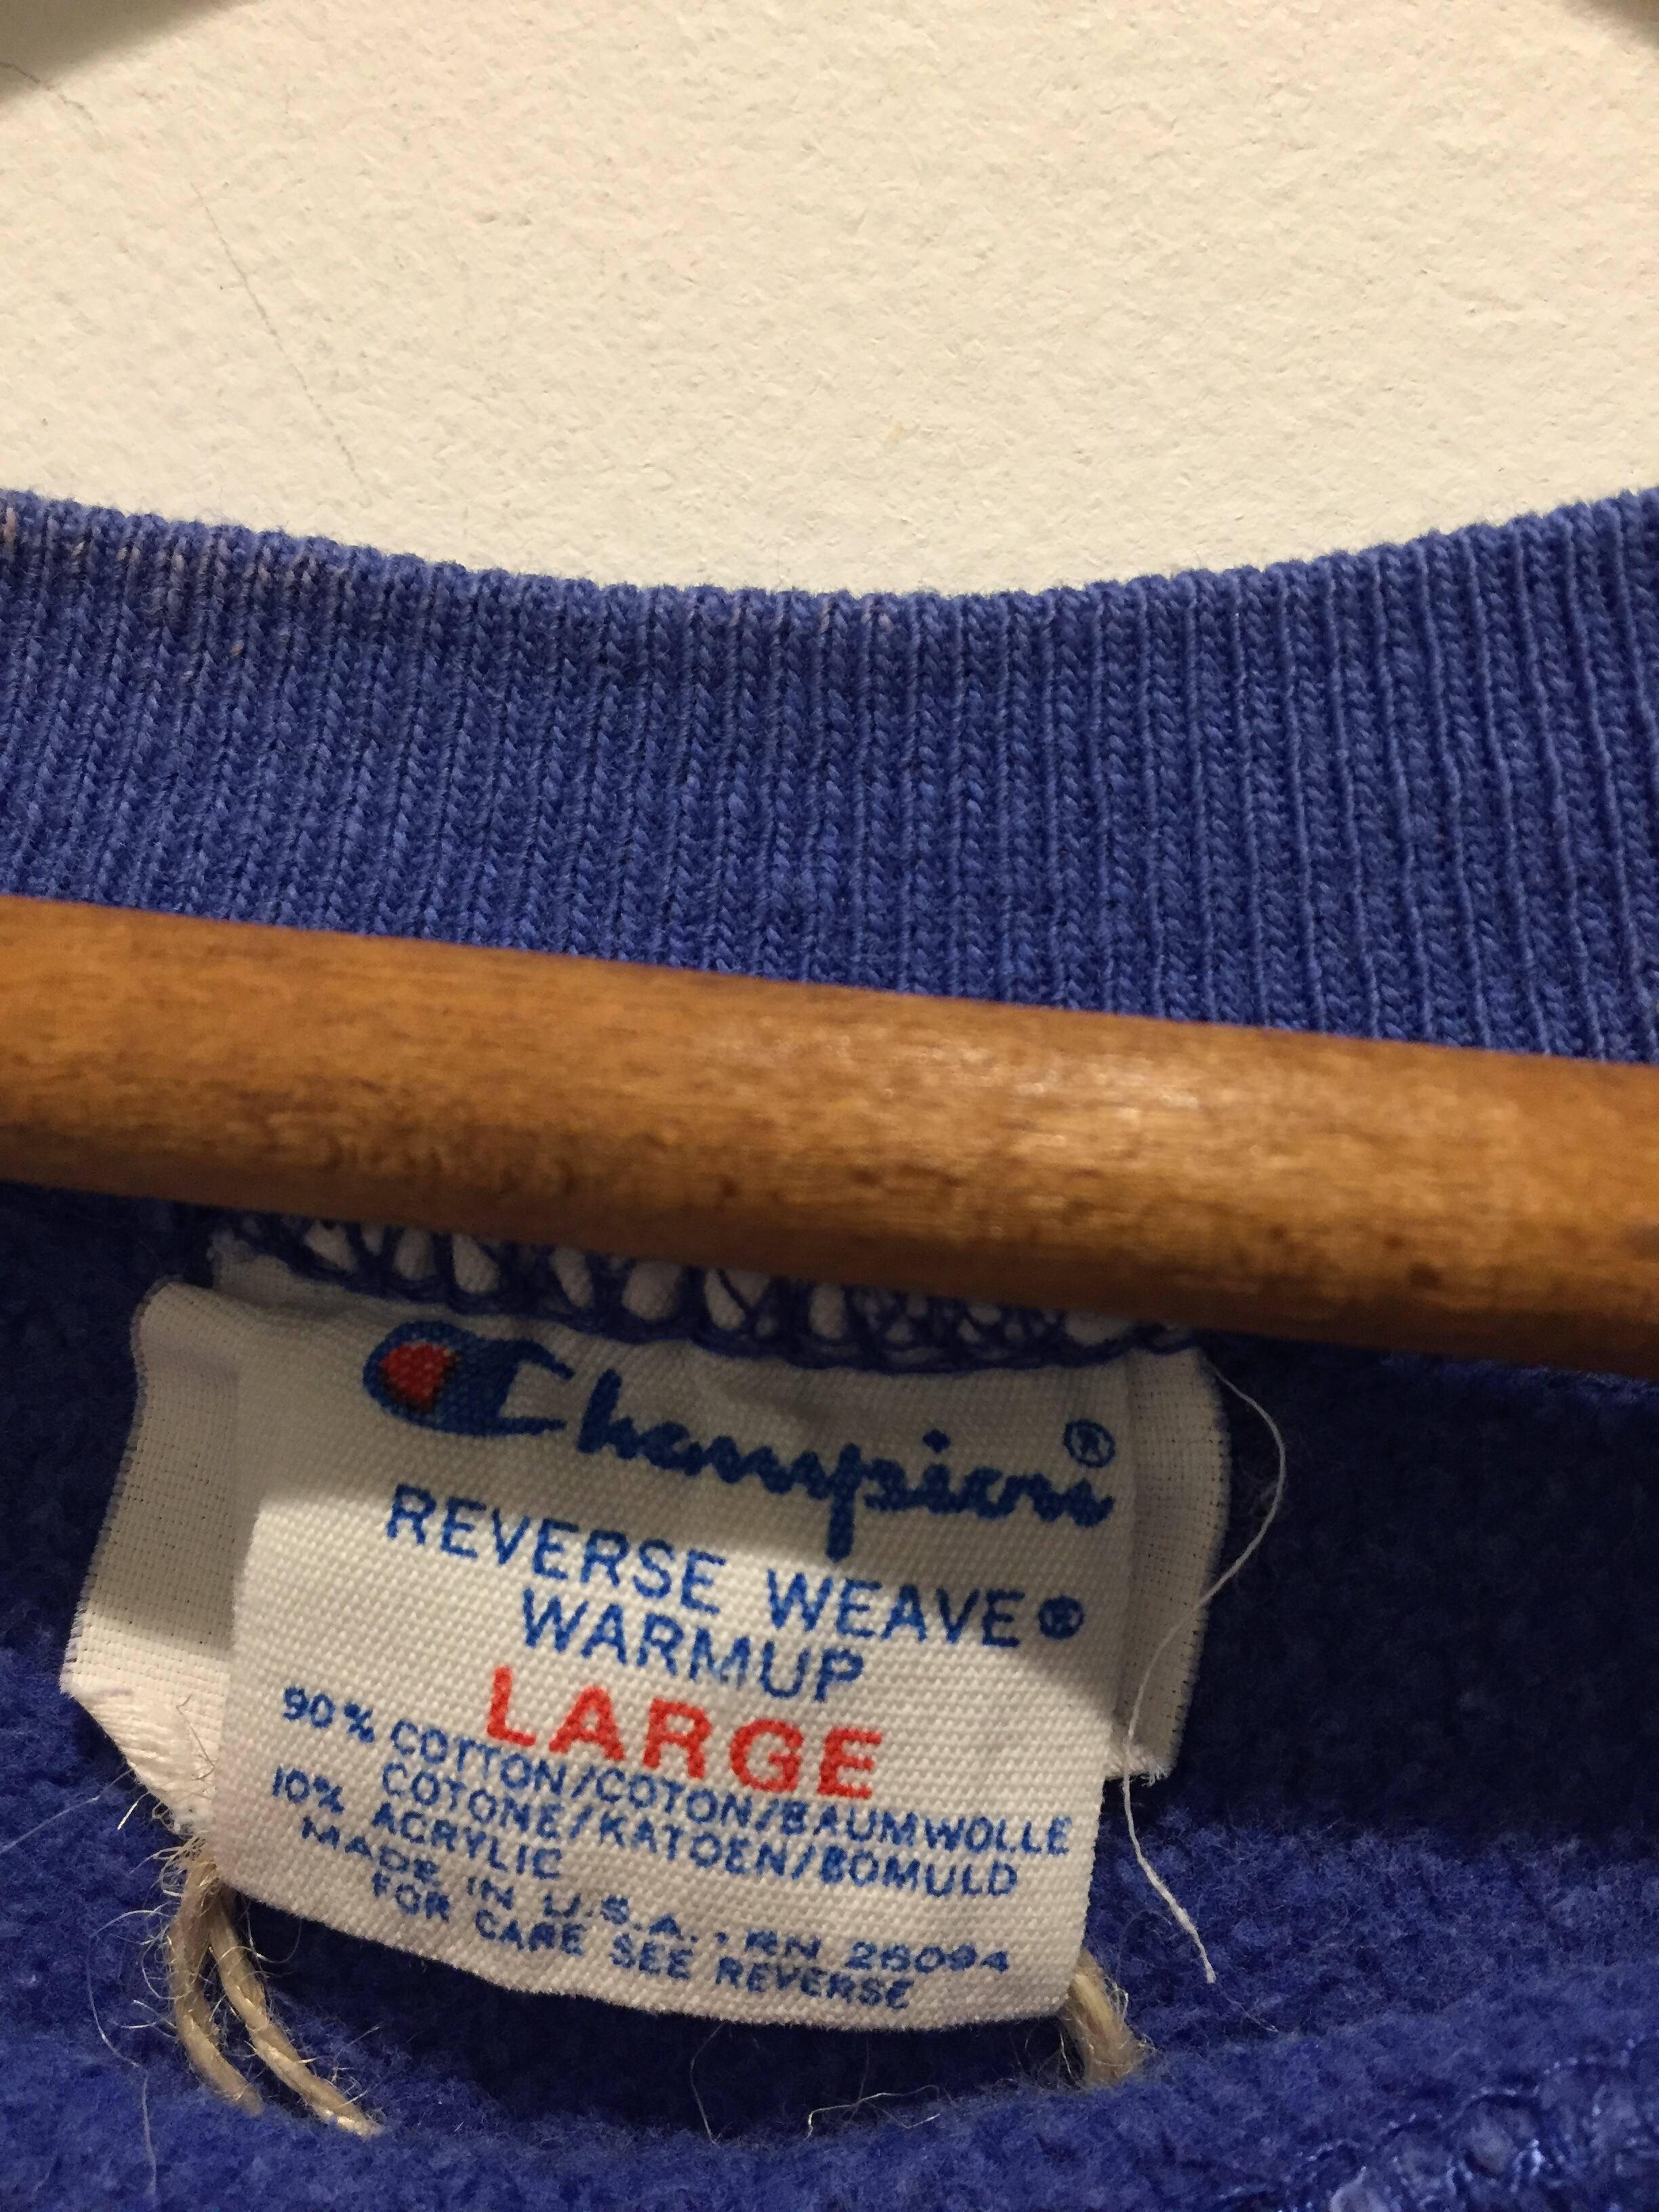 Champion®
REVERSE WEAVE®
WARMUP
LARGE
90% COTTON/COTON/BAUMWOLLE
COTONE/KATOEN/BOMULD
10% ACRYLIC
MADE IN U.S.A. • RN 26094
FOR CARE SEE REVERSE